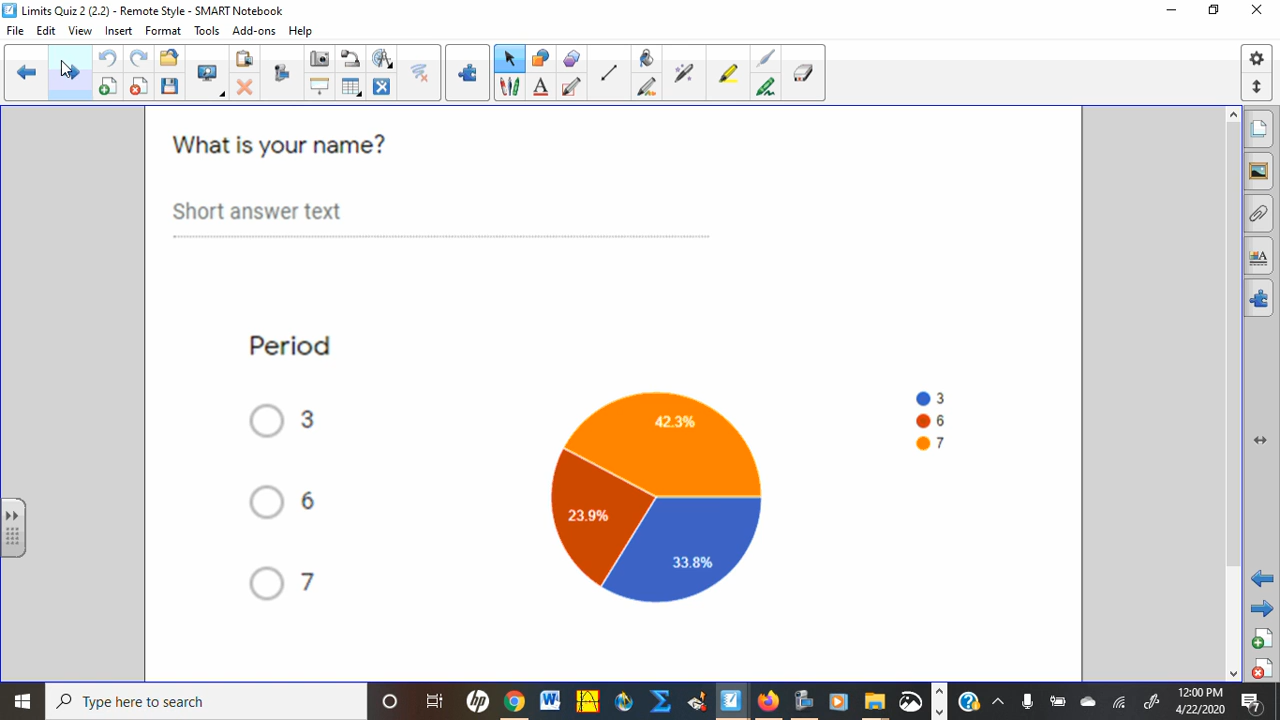 Limits Quiz 2 (2.2) - Remote Style - SMART Notebook
File Edit View Insert Format Tools Add-ons Help
What is your name?
Short answer text
Period
3
6
7
42.3%
23.9%
33.8%
3
6
7
Type here to search
12:00 PM
4/22/2020